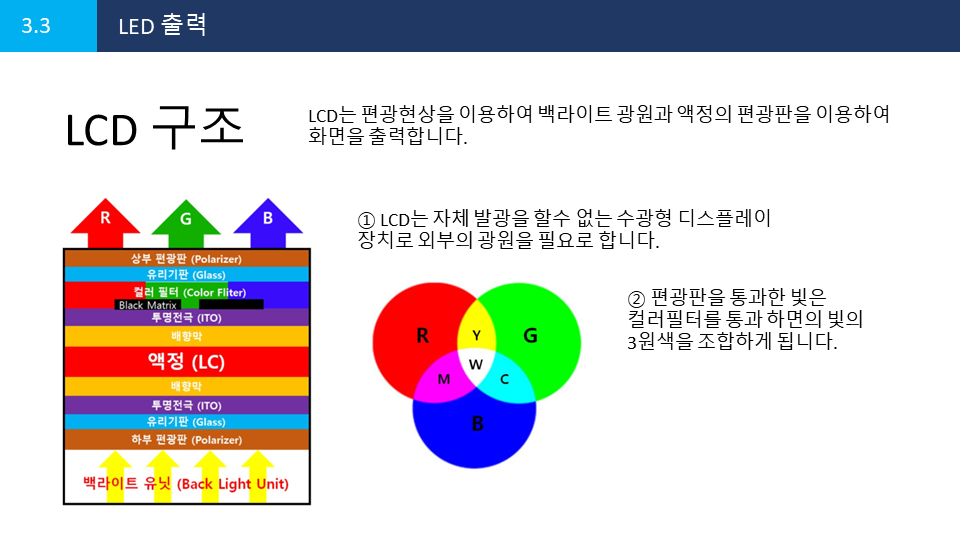 3.3
LED 출력
LCD 구조
LCD는 편광현상을 이용하여 백라이트 광원과 액정의 편광판을 이용하여
화면을 출력합니다.
R
G
B
상부 편광판 (Polarizer)
유리기판 (Glass)
컬러 필터 (Color Fliter)
Black Matrix
투명전극 (ITO)
배향막
액정 (LC)
배향막
투명전극 (ITO)
유리기판 (Glass)
하부 편광판 (Polarizer)
백라이트 유닛 (Back Light Unit)
① LCD는 자체 발광을 할수 없는 수광형 디스플레이
장치로 외부의 광원을 필요로 합니다.
R
Y
G
W
M
C
B
② 편광판을 통과한 빛은
컬러필터를 통과 하면의 빛의
3원색을 조합하게 됩니다.